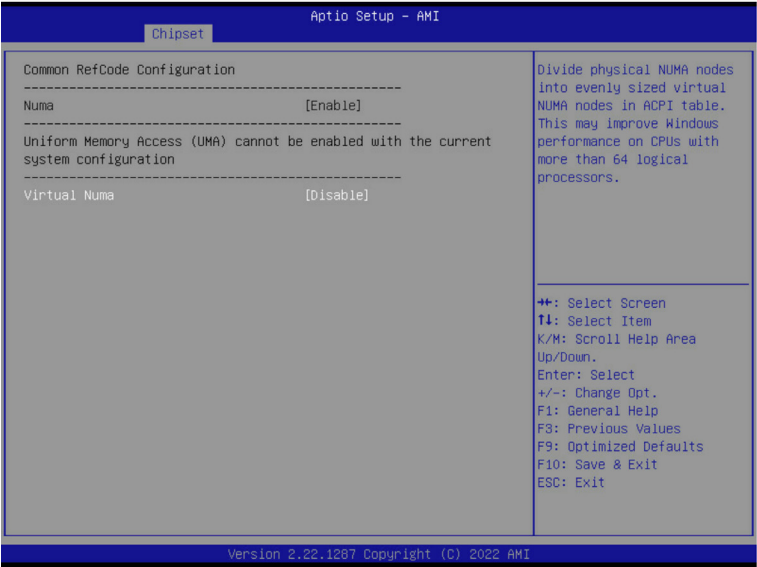 Aptio Setup – AMI
Chipset
Common RefCode Configuration
--------------------------------------------------
Numa [Enable]
--------------------------------------------------
Uniform Memory Access (UMA) cannot be enabled with the current
system configuration
--------------------------------------------------
Virtual Numa [Disable]
Divide physical NUMA nodes
into evenly sized virtual
NUMA nodes in ACPI table.
This may improve Windows
performance on CPUs with
more than 64 logical
processors.
→←: Select Screen
↑↓: Select Item
K/M: Scroll Help Area
Up/Down.
Enter: Select
+/-: Change Opt.
F1: General Help
F3: Previous Values
F9: Optimized Defaults
F10: Save & Exit
ESC: Exit
Version 2.22.1287 Copyright (C) 2022 AMI